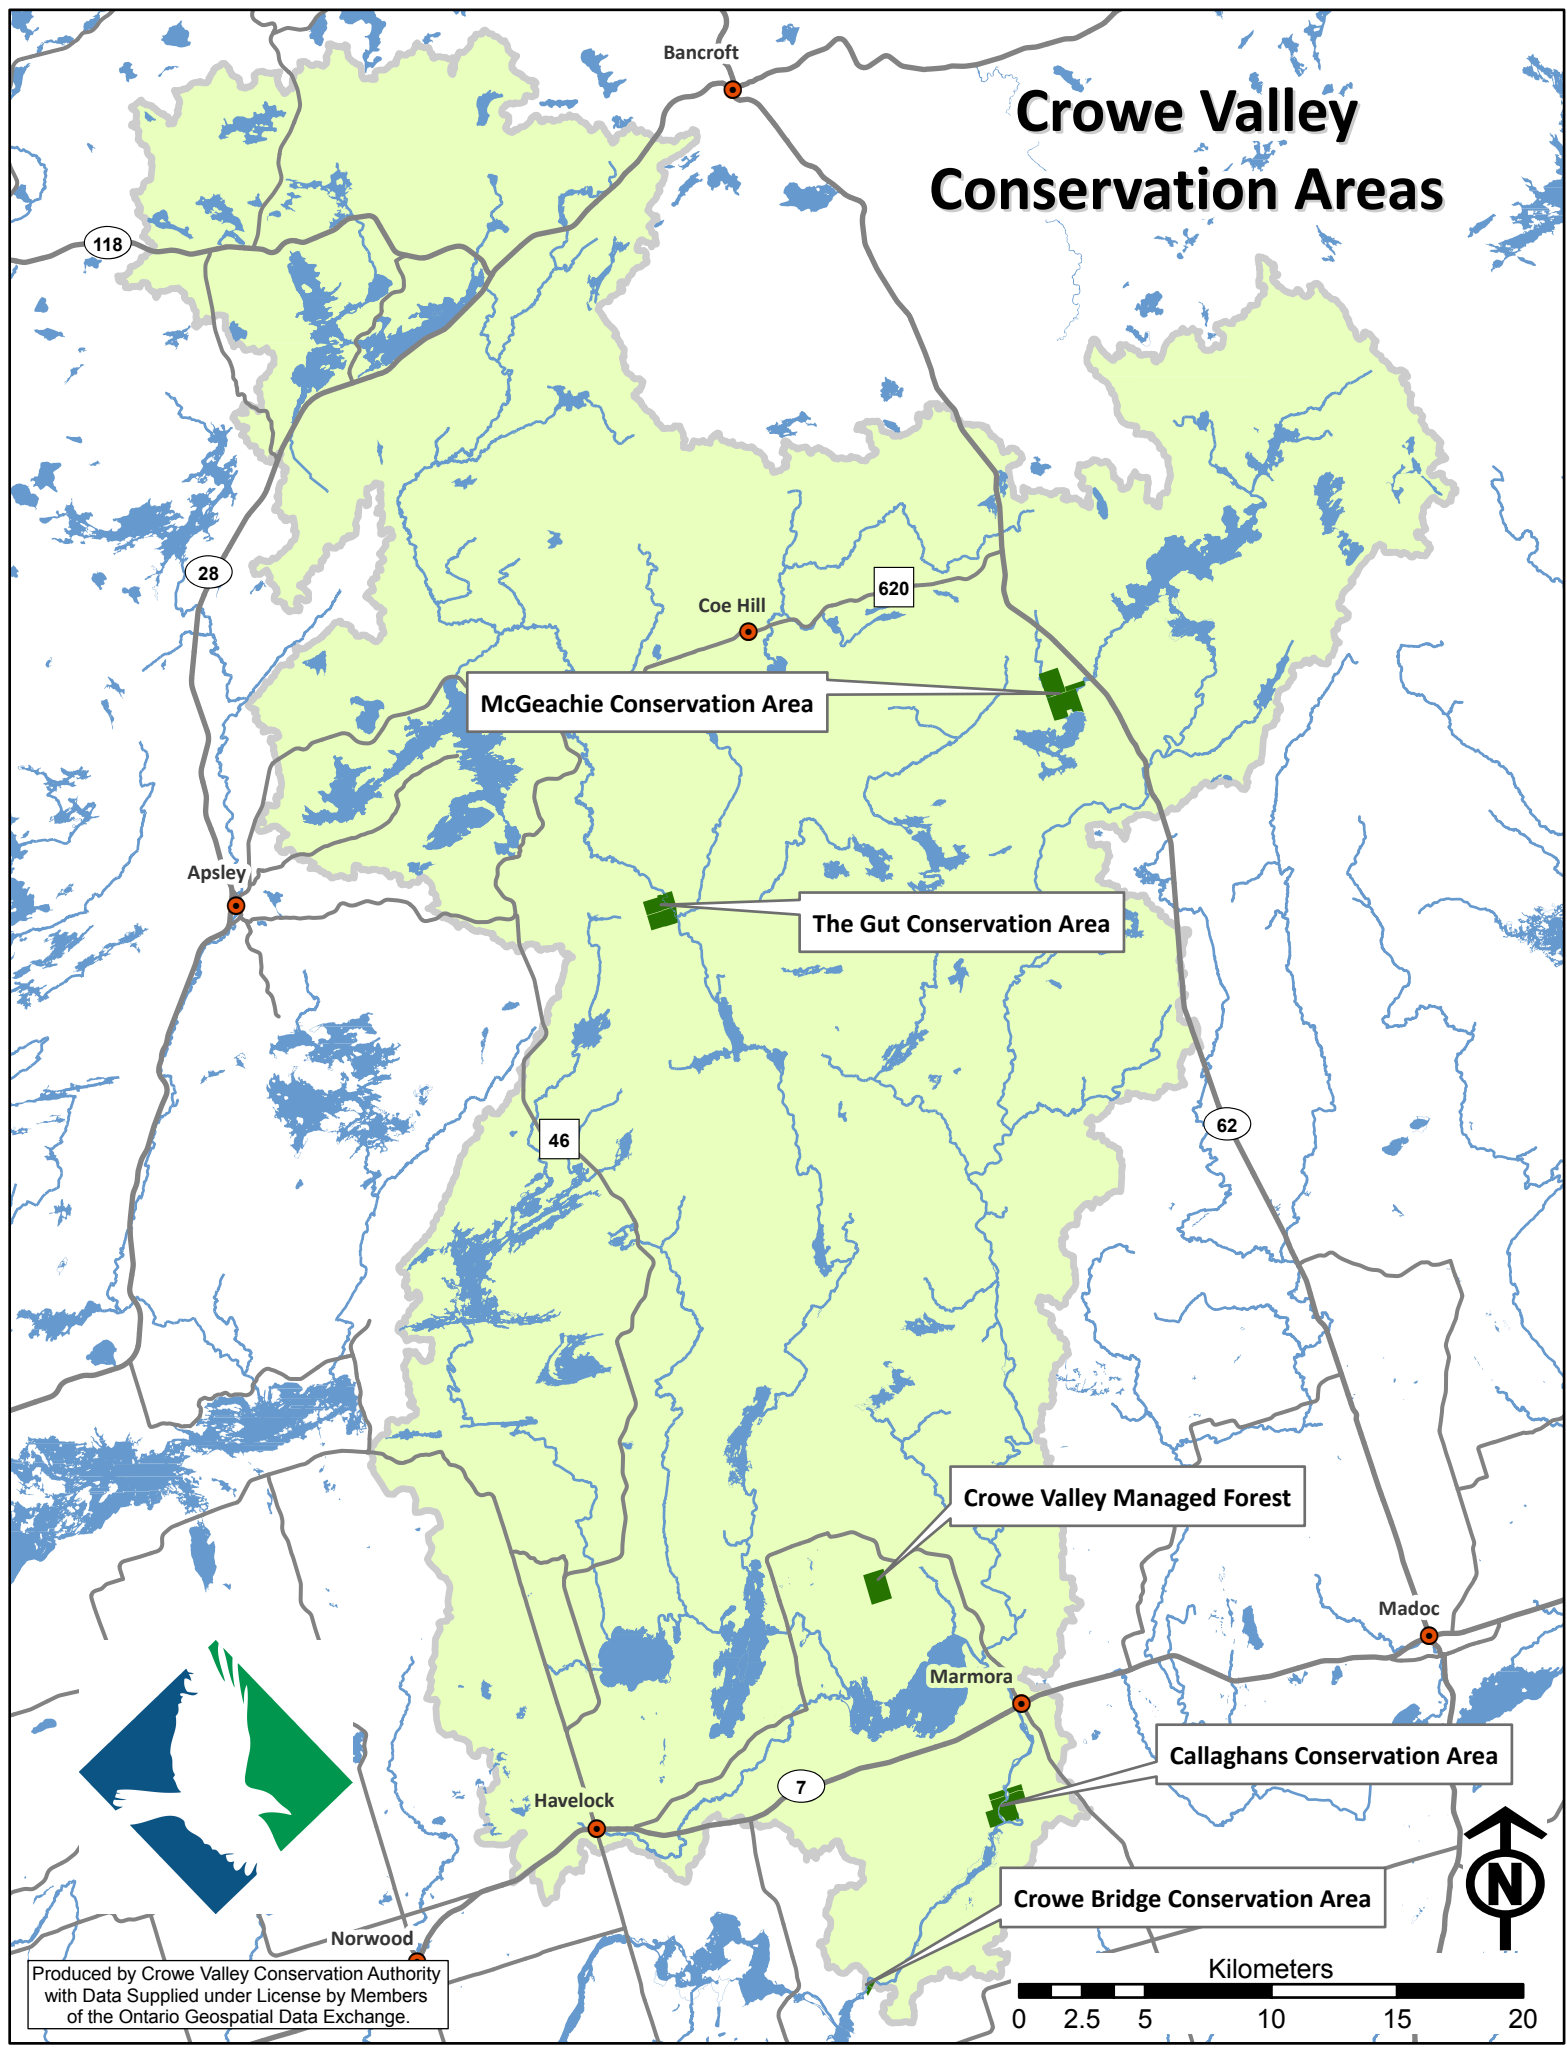 Bancroft
Crowe Valley
Conservation Areas
118
28
620
Coe Hill
McGeachie Conservation Area
Apsley
The Gut Conservation Area
46
62
Crowe Valley Managed Forest
Madoc
Marmora
Callaghans Conservation Area
7
Havelock
N
Crowe Bridge Conservation Area
Norwood
Produced by Crowe Valley Conservation Authority
with Data Supplied under License by Members
of the Ontario Geospatial Data Exchange.
Kilometers
0 2.5 5 10 15 20